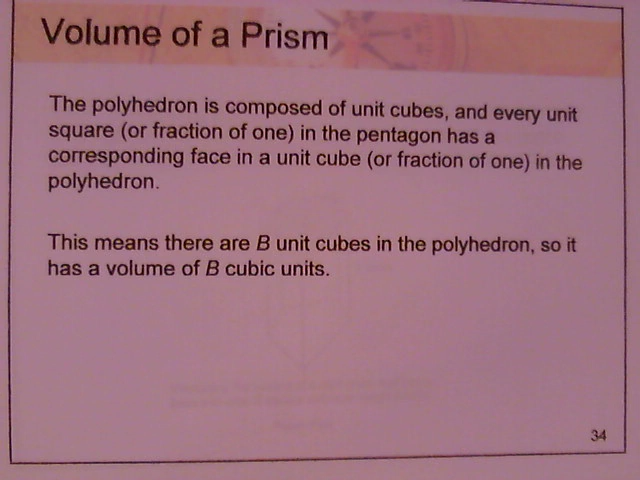 Volume of a Prism
The polyhedron is composed of unit cubes, and every unit
square (or fraction of one) in the pentagon has a
corresponding face in a unit cube (or fraction of one) in the
polyhedron.
This means there are B unit cubes in the polyhedron, so it
has a volume of B cubic units.
34